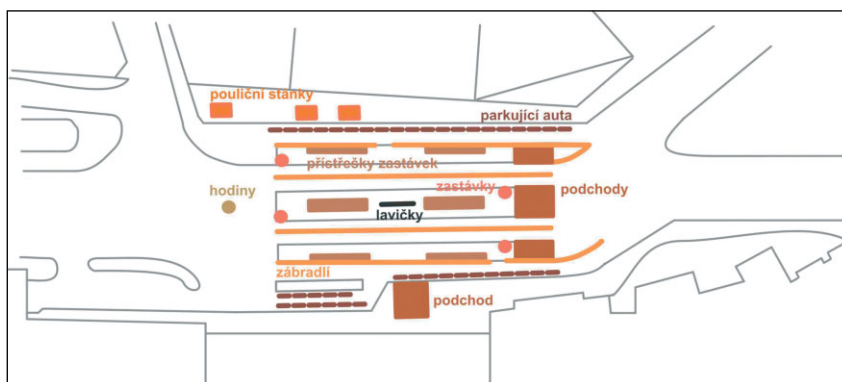 pouliční stánky
parkující auta
přístřešky zastávek
zastávky
podchody
hodiny
lavičky
zábradlí
podchod